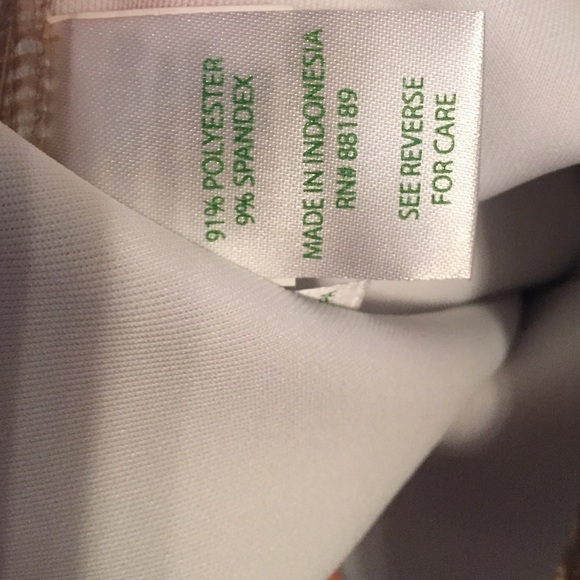 91% POLYESTER
9% SPANDEX
MADE IN INDONESIA
RN# 88189
SEE REVERSE
FOR CARE